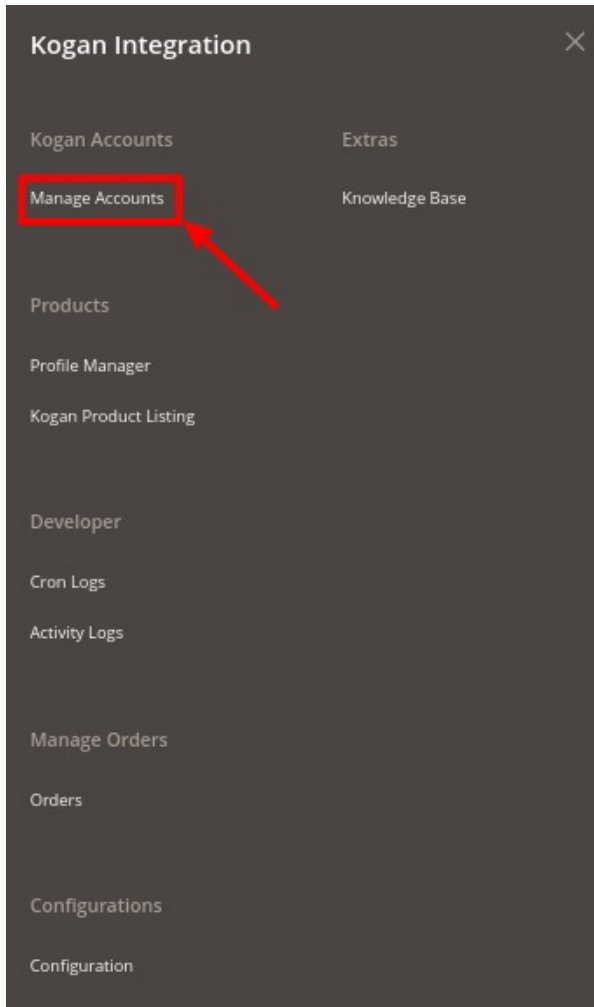 Kogan Integration
Kogan Accounts
Manage Accounts
Extras
Knowledge Base
Products
Profile Manager
Kogan Product Listing
Developer
Cron Logs
Activity Logs
Manage Orders
Orders
Configurations
Configuration